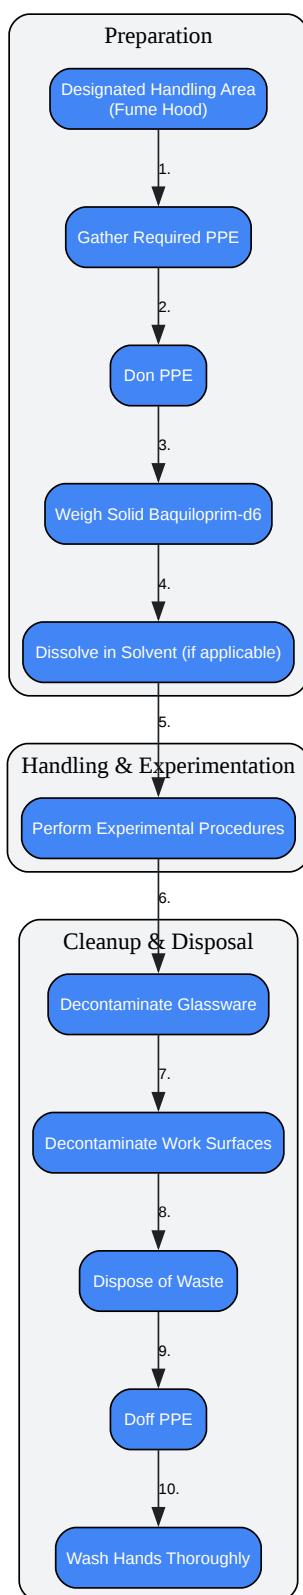 Preparation
Designated Handling Area
(Fume Hood)
1.
Gather Required PPE
2.
Don PPE
3.
Weigh Solid Baquiloprim-d6
4.
Dissolve in Solvent (if applicable)
5.
Handling & Experimentation
Perform Experimental Procedures
6.
Cleanup & Disposal
Decontaminate Glassware
7.
Decontaminate Work Surfaces
8.
Dispose of Waste
9.
Doff PPE
10.
Wash Hands Thoroughly